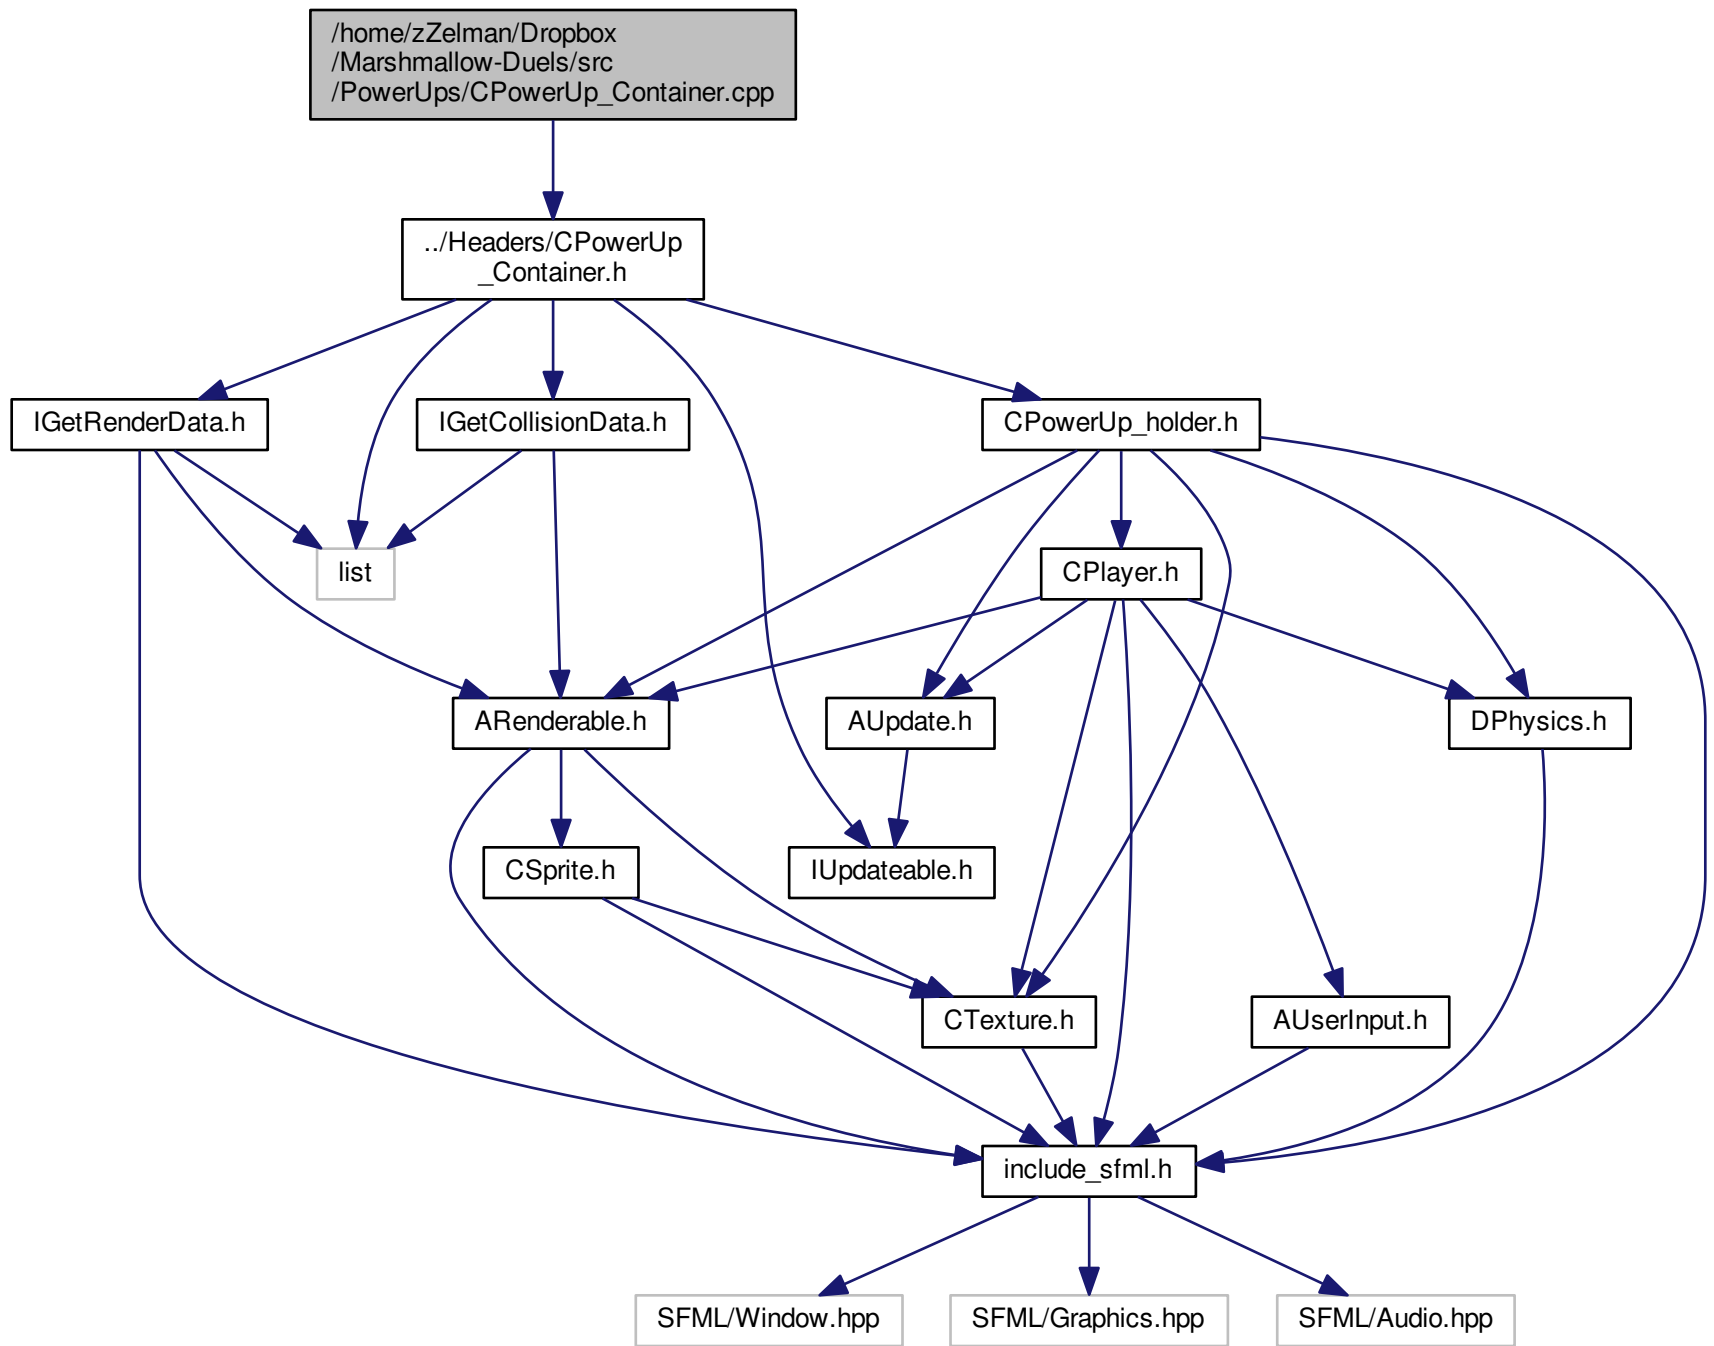 /home/zZelman/Dropbox
/Marshmallow-Duels/src
/PowerUps/CPowerUp_Container.cpp
../Headers/CPowerUp
_Container.h
IGetRenderData.h
IGetCollisionData.h
CPowerUp_holder.h
list
CPlayer.h
ARenderable.h
AUpdate.h
DPhysics.h
CSprite.h
IUpdateable.h
CTexture.h
AUserInput.h
include_sfml.h
SFML/Window.hpp
SFML/Graphics.hpp
SFML/Audio.hpp